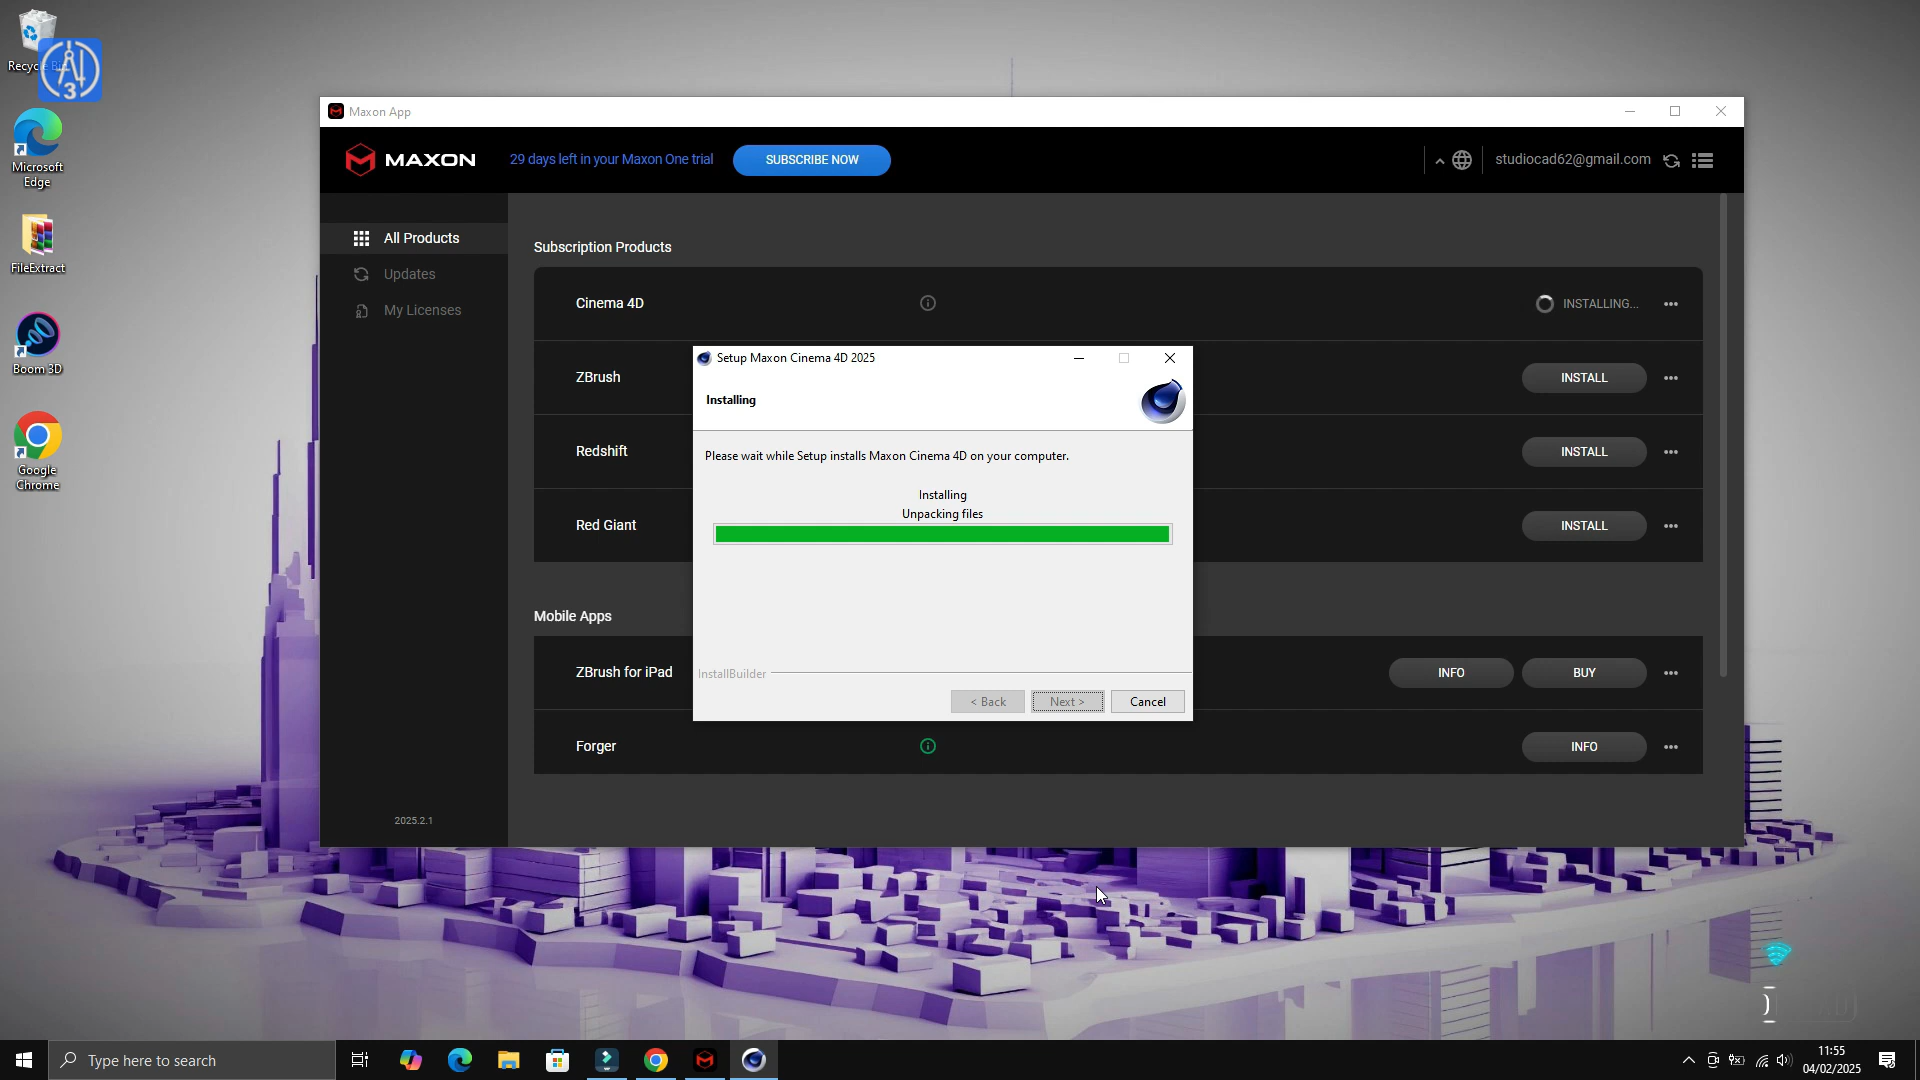 Recycle Bin
3
Microsoft
Edge
FileExtract
Boom 3D
Google
Chrome
Maxon App
MAXON
29 days left in your Maxon One trial
SUBSCRIBE NOW
studiocad62@gmail.com
All Products
Updates
My Licenses
2025.2.1
Subscription Products
Cinema 4D
INSTALLING...
ZBrush
INSTALL
Redshift
INSTALL
Red Giant
INSTALL
Mobile Apps
ZBrush for iPad
INFO
BUY
Forger
INFO
Setup Maxon Cinema 4D 2025
Installing
Please wait while Setup installs Maxon Cinema 4D on your computer.
Installing
Unpacking files
InstallBuilder
< Back
Next >
Cancel
Type here to search
11:55
04/02/2025